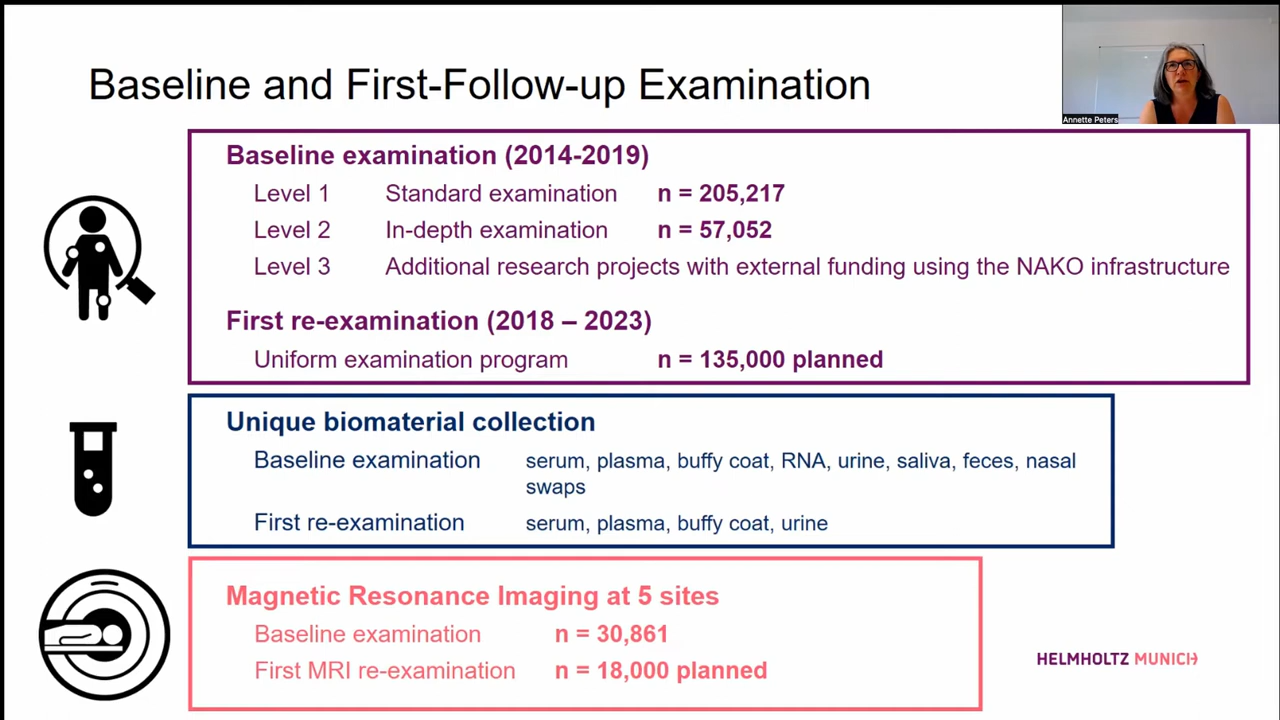 Baseline and First-Follow-up Examination
Annette Peters
Baseline examination (2014-2019)
Level 1 Standard examination n = 205,217
Level 2 In-depth examination n = 57,052
Level 3 Additional research projects with external funding using the NAKO infrastructure
First re-examination (2018 – 2023)
Uniform examination program n = 135,000 planned
Unique biomaterial collection
Baseline examination serum, plasma, buffy coat, RNA, urine, saliva, feces, nasal
swaps
First re-examination serum, plasma, buffy coat, urine
Magnetic Resonance Imaging at 5 sites
Baseline examination n = 30,861
First MRI re-examination n = 18,000 planned
HELMHOLTZ MUNICH